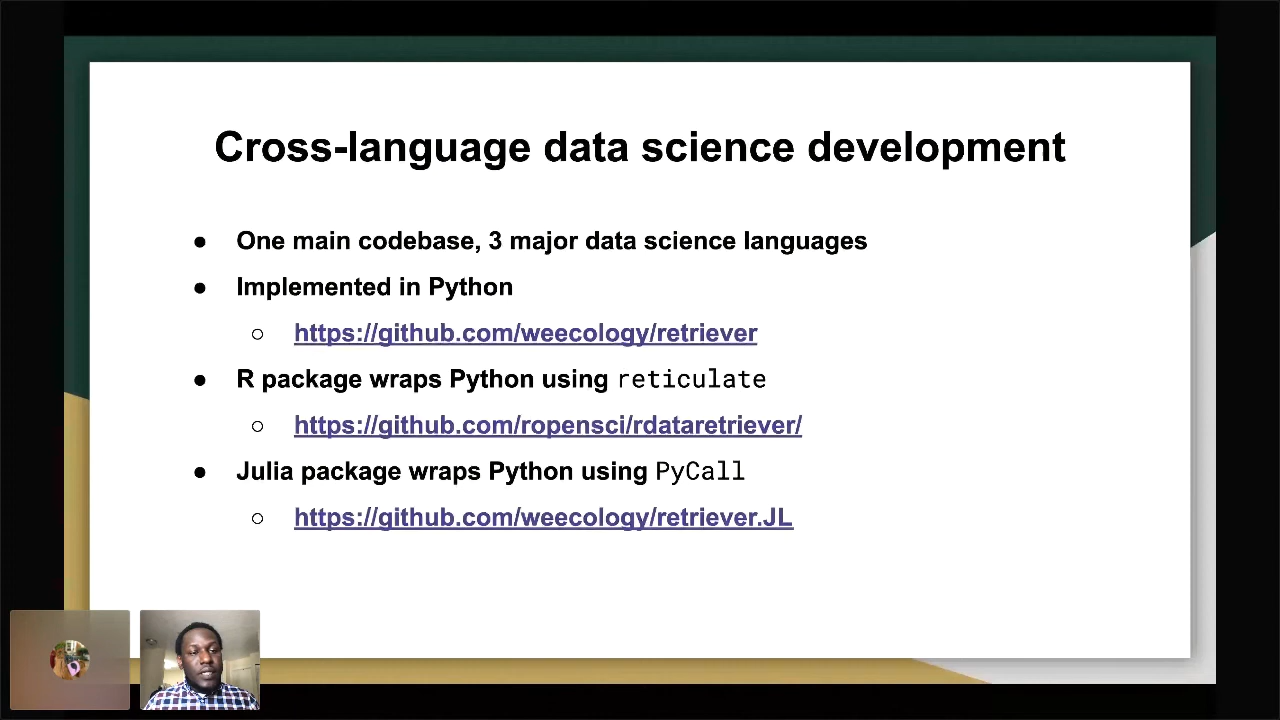 Cross-language data science development
● One main codebase, 3 major data science languages
● Implemented in Python
○ https://github.com/weecology/retriever
● R package wraps Python using reticulate
○ https://github.com/ropensci/rdataretriever/
● Julia package wraps Python using PyCall
○ https://github.com/weecology/retriever.JL